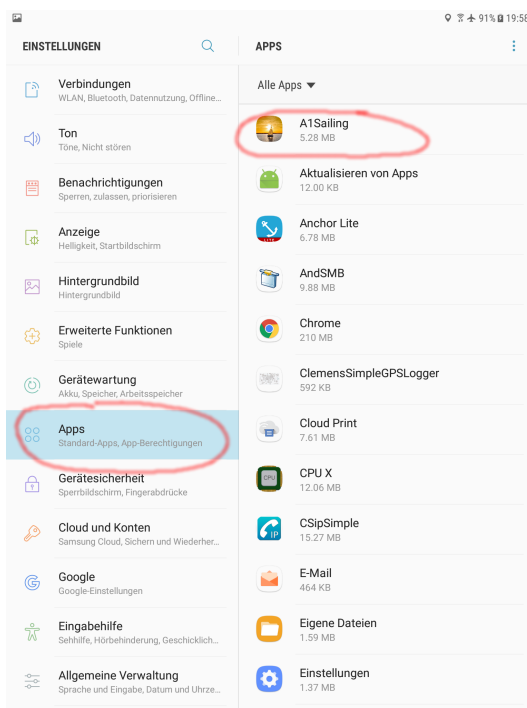 91% 19:58
EINSTELLUNGEN
Verbindungen
WLAN, Bluetooth, Datennutzung, Offline...
Ton
Töne, Nicht stören
Benachrichtigungen
Sperren, zulassen, priorisieren
Anzeige
Helligkeit, Startbildschirm
Hintergrundbild
Hintergrundbild
Erweiterte Funktionen
Spiele
Gerätewartung
Akku, Speicher, Arbeitsspeicher
Apps
Standard-Apps, App-Berechtigungen
Gerätesicherheit
Sperrbildschirm, Fingerabdrücke
Cloud und Konten
Samsung Cloud, Sichern und Wiederher...
Google
Google-Einstellungen
Eingabehilfe
Sehhilfe, Hörbehinderung, Geschicklich...
Allgemeine Verwaltung
Sprache und Eingabe, Datum und Uhrze...
APPS
Alle Apps
A1Sailing
5.28 MB
Aktualisieren von Apps
12.00 KB
LITE
Anchor Lite
6.78 MB
AndSMB
9.88 MB
Chrome
210 MB
ClemensSimpleGPSLogger
592 KB
Cloud Print
7.61 MB
CPU
CPU X
12.06 MB
IP
CSipSimple
15.27 MB
E-Mail
464 KB
Eigene Dateien
1.59 MB
Einstellungen
1.37 MB